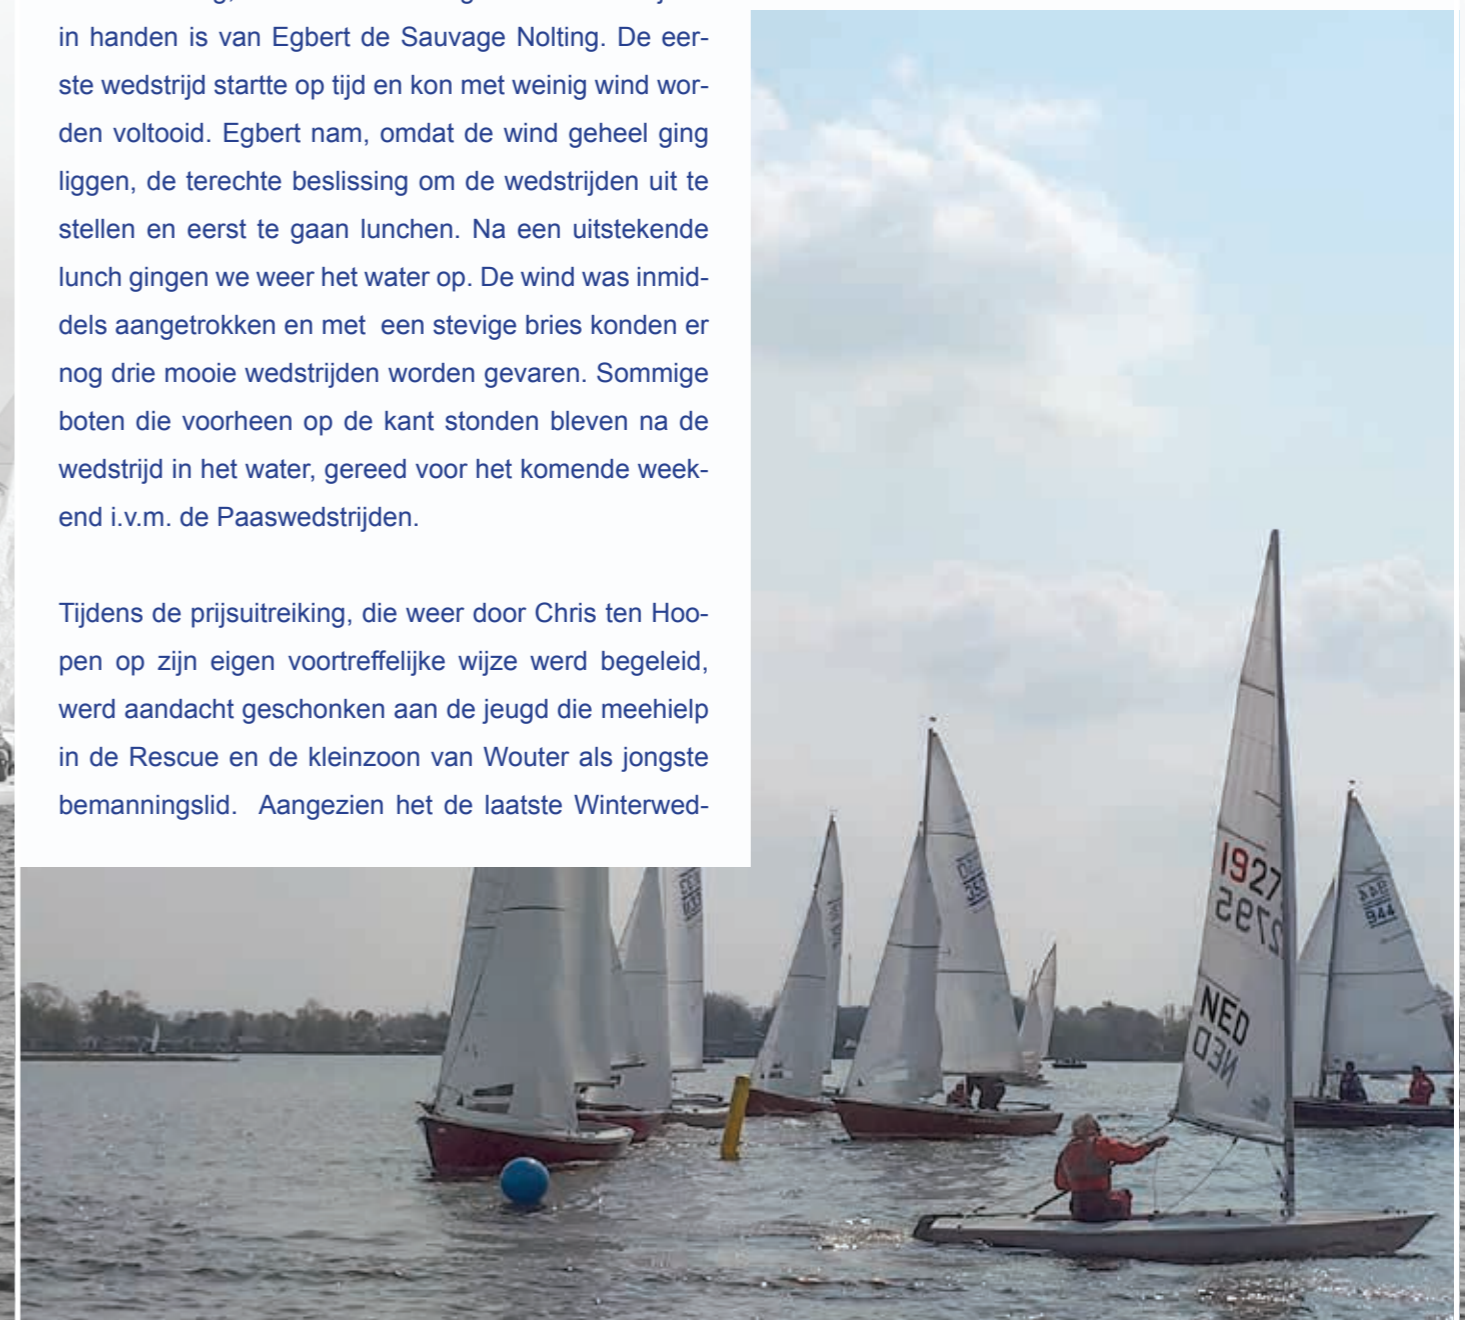 in handen is van Egbert de Sauvage Nolting. De eer-
ste wedstrijd startte op tijd en kon met weinig wind wor-
den voltooid. Egbert nam, omdat de wind geheel ging
liggen, de terechte beslissing om de wedstrijden uit te
stellen en eerst te gaan lunchen. Na een uitstekende
lunch gingen we weer het water op. De wind was inmid-
dels aangetrokken en met een stevige bries konden er
nog drie mooie wedstrijden worden gevaren. Sommige
boten die voorheen op de kant stonden bleven na de
wedstrijd in het water, gereed voor het komende week-
end i.v.m. de Paaswedstrijden.
Tijdens de prijsuitreiking, die weer door Chris ten Hoo-
pen op zijn eigen voortreffelijke wijze werd begeleid,
werd aandacht geschonken aan de jeugd die meehielp
in de Rescue en de kleinzoon van Wouter als jongste
bemanningslid. Aangezien het de laatste Winterwed-
1927
NED
944